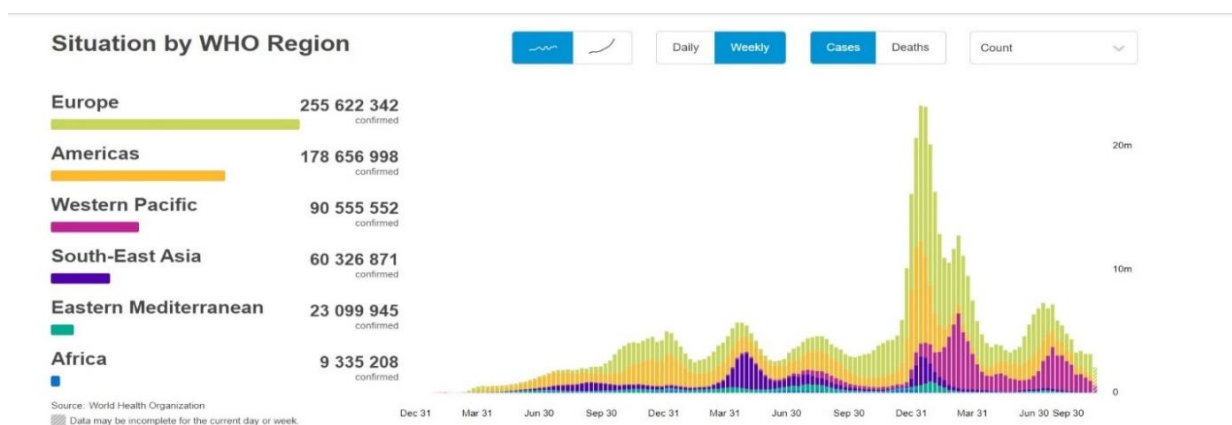 Situation by WHO Region
Daily Weekly Cases Deaths Count
Europe 255 622 342
confirmed
Americas 178 656 998
confirmed
Western Pacific 90 555 552
confirmed
South-East Asia 60 326 871
confirmed
Eastern Mediterranean 23 099 945
confirmed
Africa 9 335 208
confirmed
20m
10m
0
Dec 31 Mar 31 Jun 30 Sep 30 Dec 31 Mar 31 Jun 30 Sep 30 Dec 31 Mar 31 Jun 30 Sep 30
Source: World Health Organization
Data may be incomplete for the current day or week.